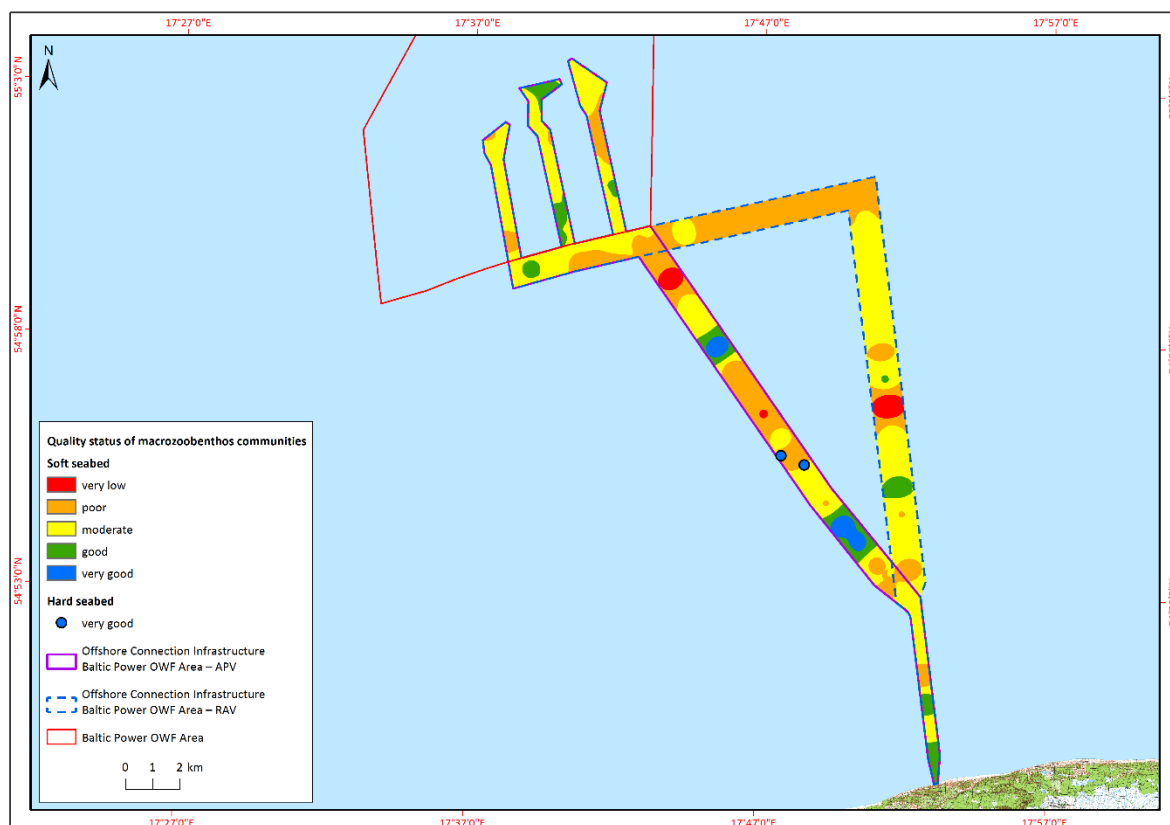 17°27'0"E
17°37'0"E
17°47'0"E
17°57'0"E
N
55°3'0"N
54°58'0"N
54°53'0"N
Quality status of macrozoobenthos communities
Soft seabed
very low
poor
moderate
good
very good
Hard seabed
very good
Offshore Connection Infrastructure
Baltic Power OWF Area – APV
Offshore Connection Infrastructure
Baltic Power OWF Area – RAV
Baltic Power OWF Area
0 1 2 km
17°27'0"E
17°37'0"E
17°47'0"E
17°57'0"E